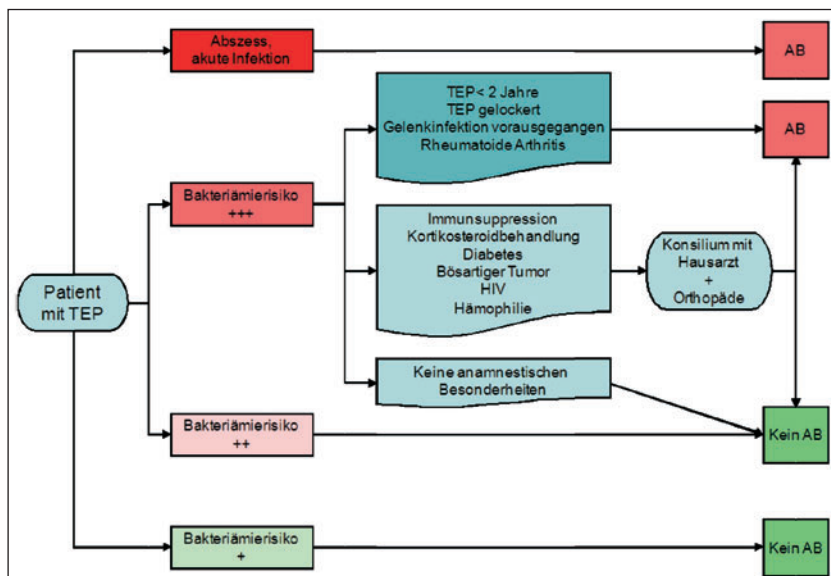 Abszess,
akute Infektion
AB
TEP< 2 Jahre
TEP gelockert
Gelenkinfektion vorausgegangen
Rheumatoide Arthritis
AB
Bakteriämierisiko
+++
Immunsuppression
Kortikosteroidbehandlung
Diabetes
Bösartiger Tumor
HIV
Hämophilie
Konsilium mit
Hausarzt
+
Orthopäde
Patient
mit TEP
Keine anamnestischen
Besonderheiten
Bakteriämierisiko
++
Kein AB
Bakteriämierisiko
+
Kein AB